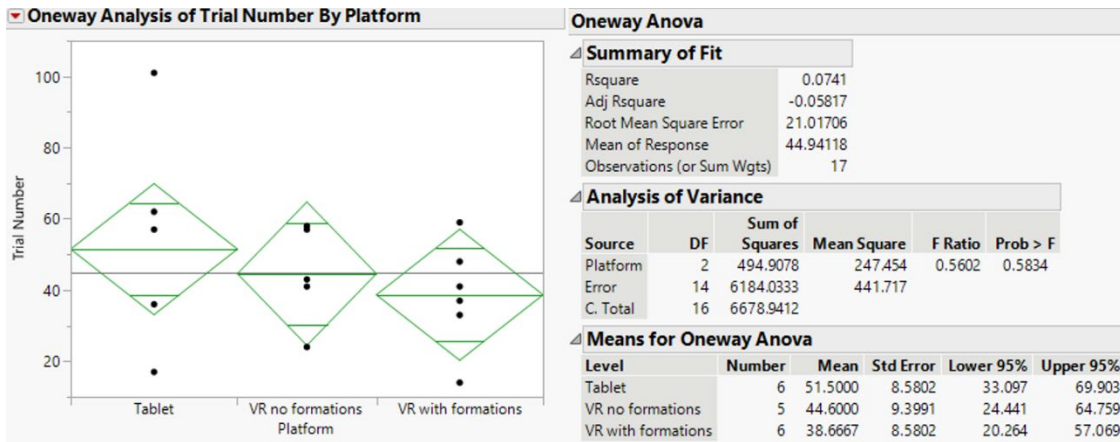 Oneway Analysis of Trial Number By Platform
100
80
60
40
20
Trial Number
Tablet
VR no formations
VR with formations
Platform
Oneway Anova
Summary of Fit
Rsquare 0.0741
Adj Rsquare -0.05817
Root Mean Square Error 21.01706
Mean of Response 44.94118
Observations (or Sum Wgts) 17
Analysis of Variance
Sum of
Source DF Squares Mean Square F Ratio Prob > F
Platform 2 494.9078 247.454 0.5602 0.5834
Error 14 6184.0333 441.717
C. Total 16 6678.9412
Means for Oneway Anova
Level Number Mean Std Error Lower 95% Upper 95%
Tablet 6 51.5000 8.5802 33.097 69.903
VR no formations 5 44.6000 9.3991 24.441 64.759
VR with formations 6 38.6667 8.5802 20.264 57.069